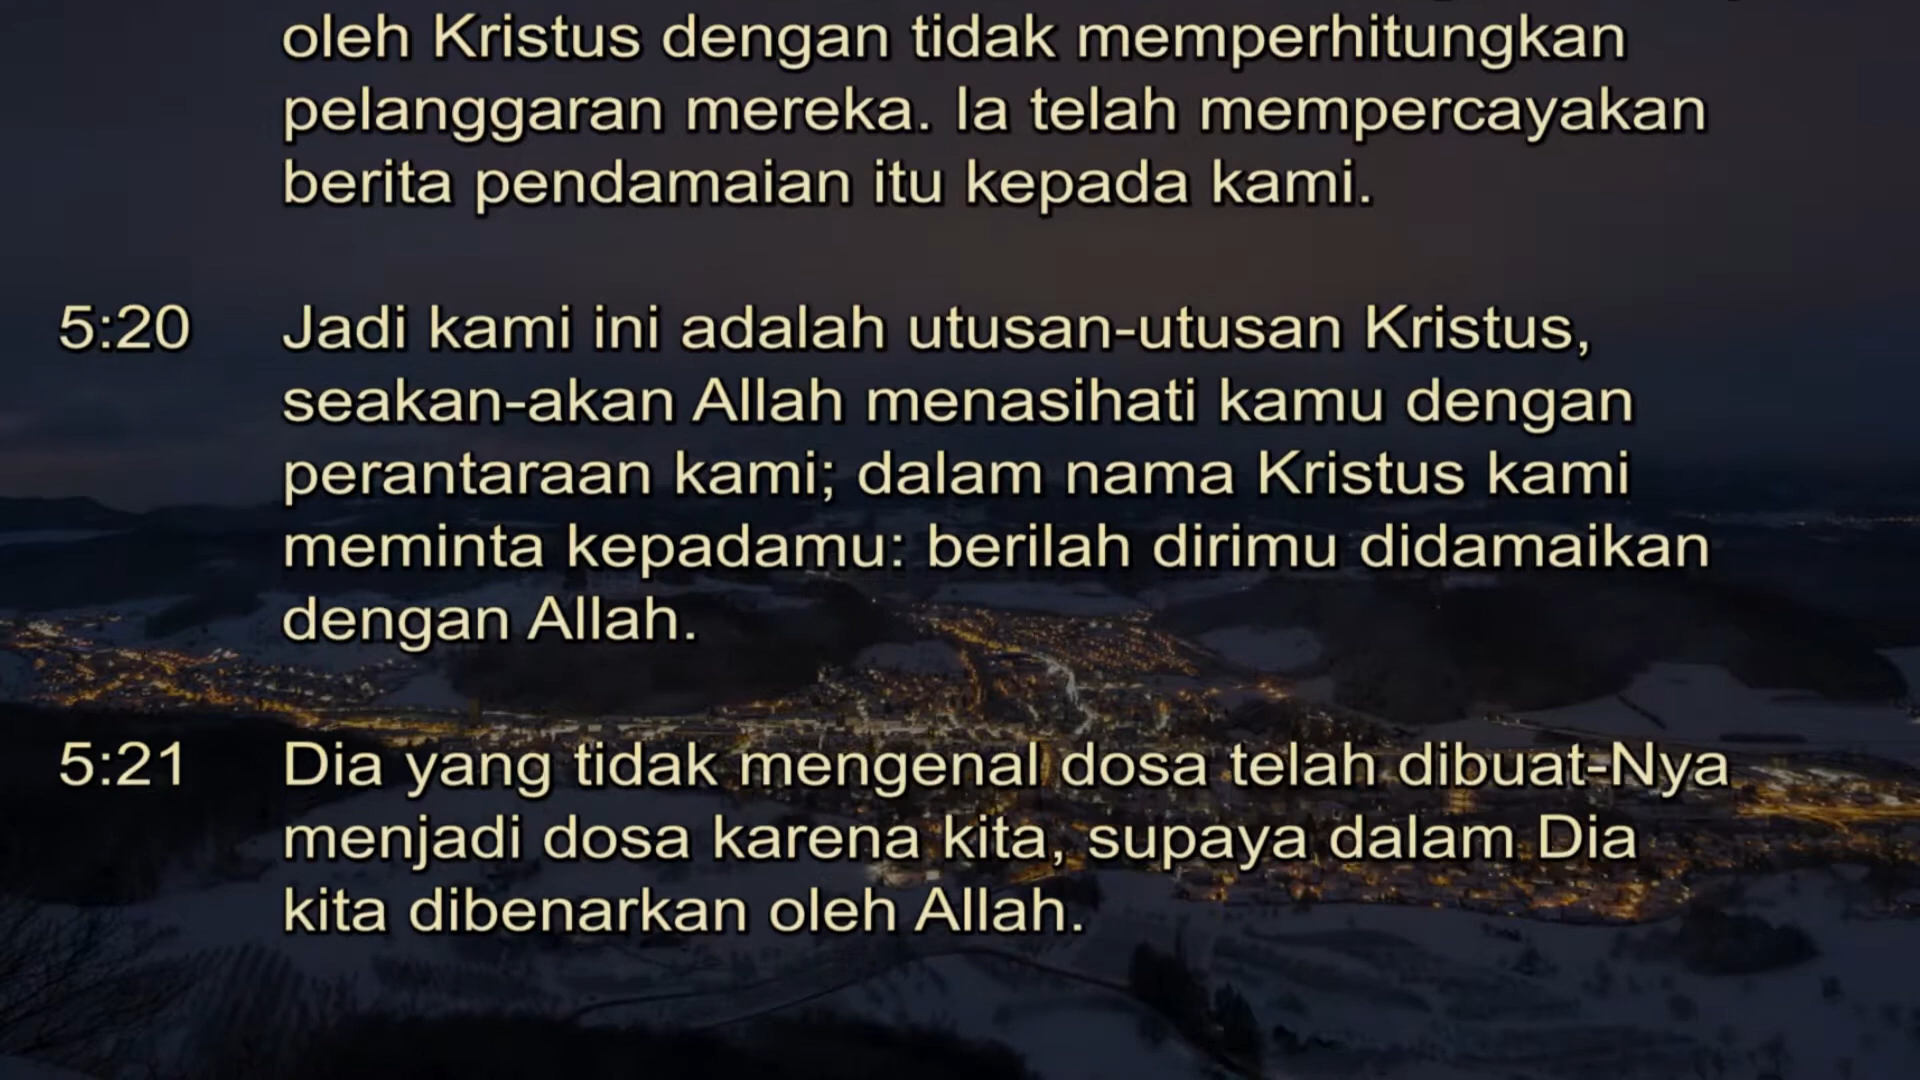 oleh Kristus dengan tidak memperhitungkan
pelanggaran mereka. Ia telah mempercayakan
berita pendamaian itu kepada kami.
5:20 Jadi kami ini adalah utusan-utusan Kristus,
seakan-akan Allah menasihati kamu dengan
perantaraan kami; dalam nama Kristus kami
meminta kepadamu: berilah dirimu didamaikan
dengan Allah.
5:21 Dia yang tidak mengenal dosa telah dibuat-Nya
menjadi dosa karena kita, supaya dalam Dia
kita dibenarkan oleh Allah.